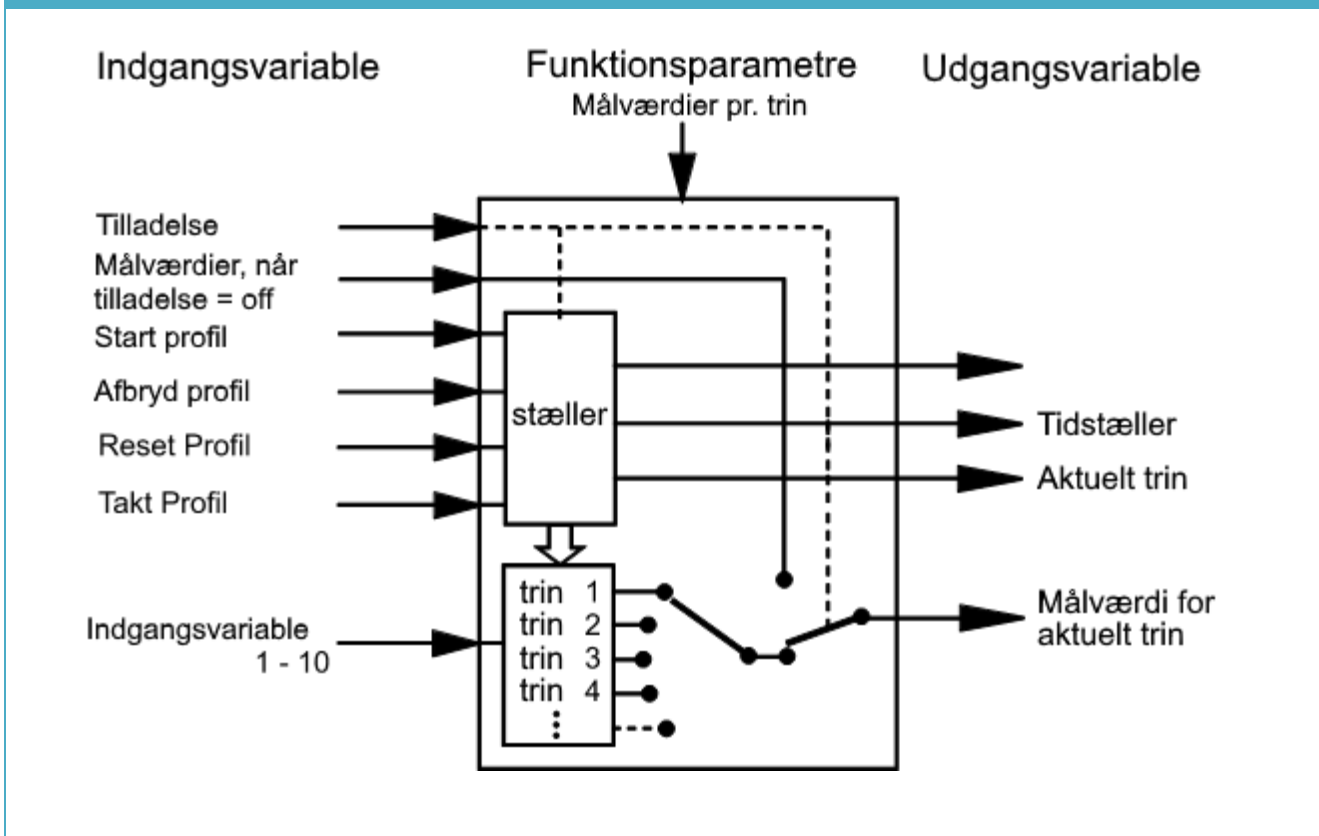 Indgangsvariable
Funktionsparametre
Målværdier pr. trin
Udgangsvariable
Tilladelse
Målværdier, når
tilladelse = off
Start profil
Afbryd profil
Reset Profil
Takt Profil
stæller
Tidstæller
Aktuelt trin
Indgangsvariable
1 - 10
trin 1
trin 2
trin 3
trin 4
Målværdi for
aktuelt trin